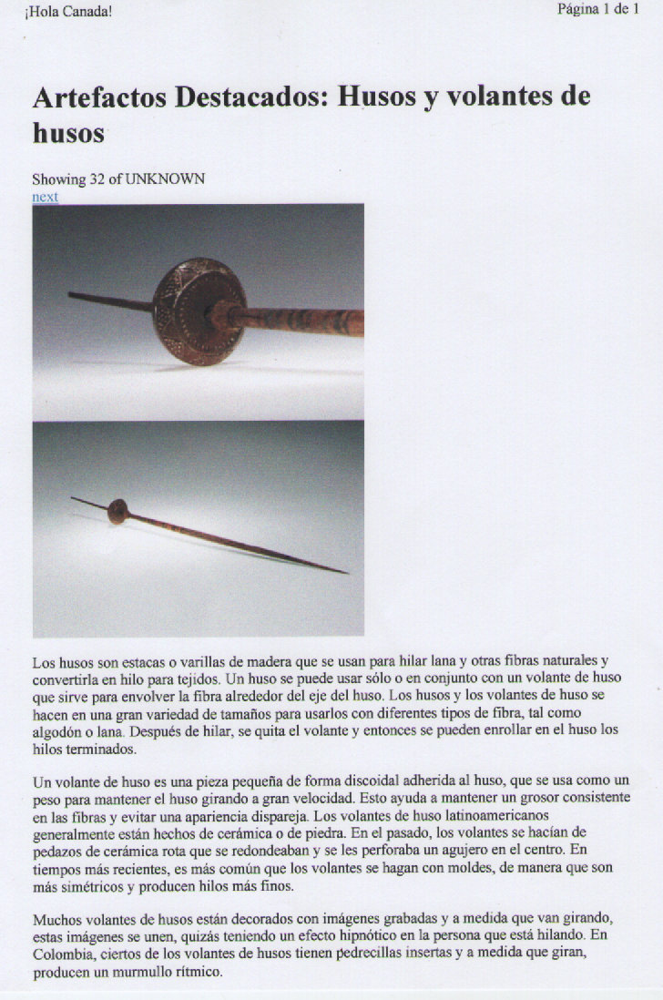 ¡Hola Canada!
Página 1 de 1
Artefactos Destacados: Husos y volantes de
husos
Showing 32 of UNKNOWN
next
Los husos son estacas o varillas de madera que se usan para hilar lana y otras fibras naturales y
convertirla en hilo para tejidos. Un huso se puede usar sólo o en conjunto con un volante de huso
que sirve para envolver la fibra alrededor del eje del huso. Los husos y los volantes de huso se
hacen en una gran variedad de tamaños para usarlos con diferentes tipos de fibra, tal como
algodón o lana. Después de hilar, se quita el volante y entonces se pueden enrollar en el huso los
hilos terminados.
Un volante de huso es una pieza pequeña de forma discoidal adherida al huso, que se usa como un
peso para mantener el huso girando a gran velocidad. Esto ayuda a mantener un grosor consistente
en las fibras y evitar una apariencia dispareja. Los volantes de huso latinoamericanos
generalmente están hechos de cerámica o de piedra. En el pasado, los volantes se hacían de
pedazos de cerámica rota que se redondeaban y se les perforaba un agujero en el centro. En
tiempos más recientes, es más común que los volantes se hagan con moldes, de manera que son
más simétricos y producen hilos más finos.
Muchos volantes de husos están decorados con imágenes grabadas y a medida que van girando,
estas imágenes se unen, quizás teniendo un efecto hipnótico en la persona que está hilando. En
Colombia, ciertos de los volantes de husos tienen pedrecillas insertas y a medida que giran,
producen un murmullo rítmico.